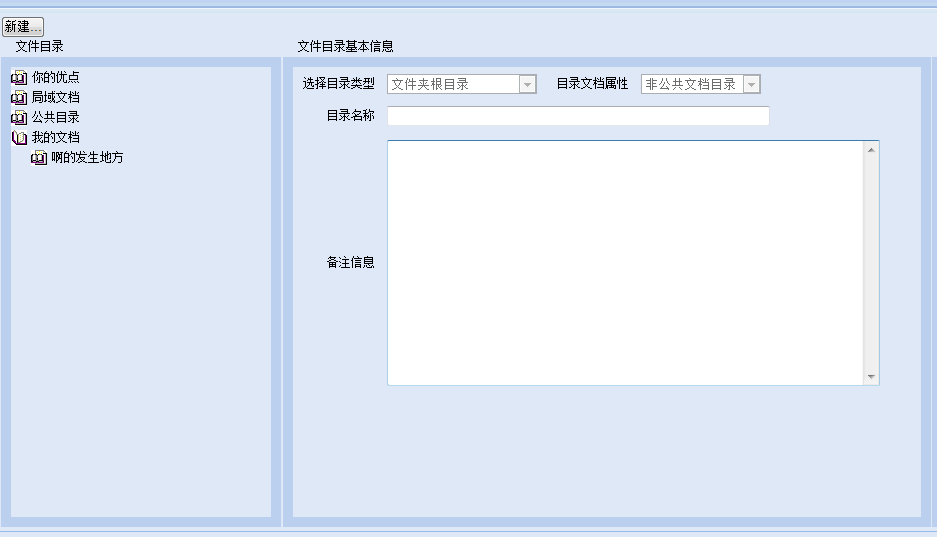 新建...
文件目录
文件目录基本信息
你的优点
局域文档
公共目录
我的文档
啊的发生地方
选择目录类型 文件夹根目录 目录文档属性 非公共文档目录
目录名称
备注信息